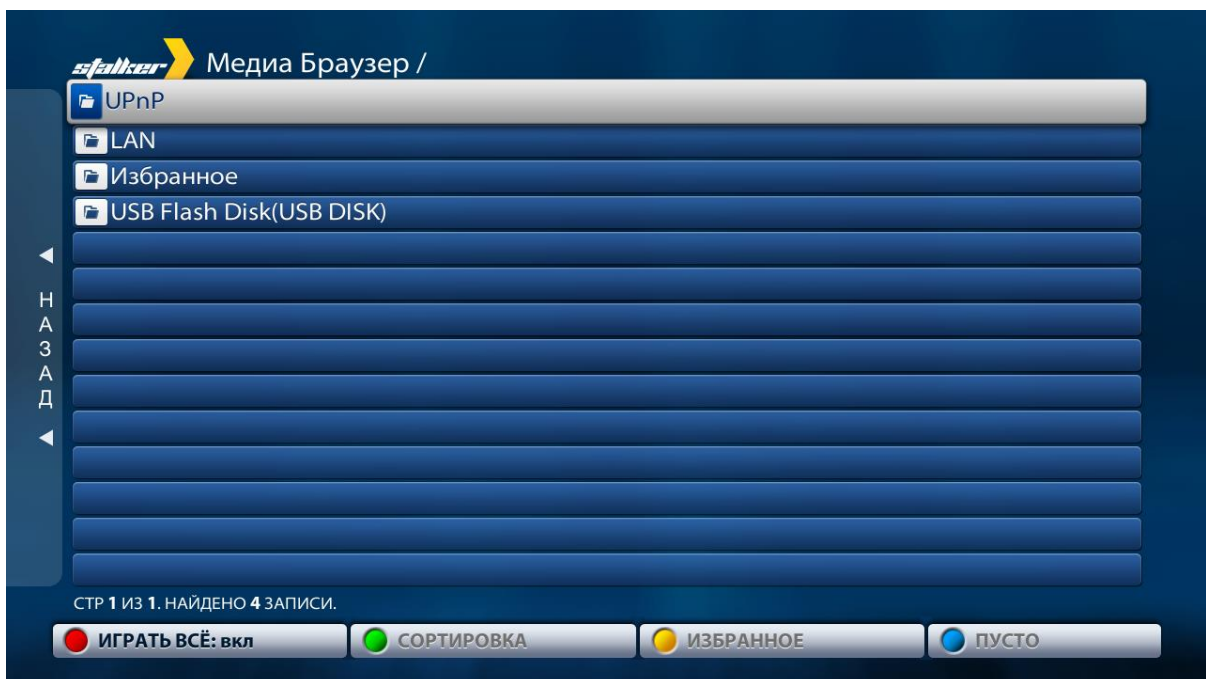 stalker Медиа Браузер /
UPnP
LAN
Избранное
USB Flash Disk(USB DISK)
НАЗАД
СТР 1 ИЗ 1. НАЙДЕНО 4 ЗАПИСИ.
ИГРАТЬ ВСЁ: вкл СОРТИРОВКА ИЗБРАННОЕ ПУСТО